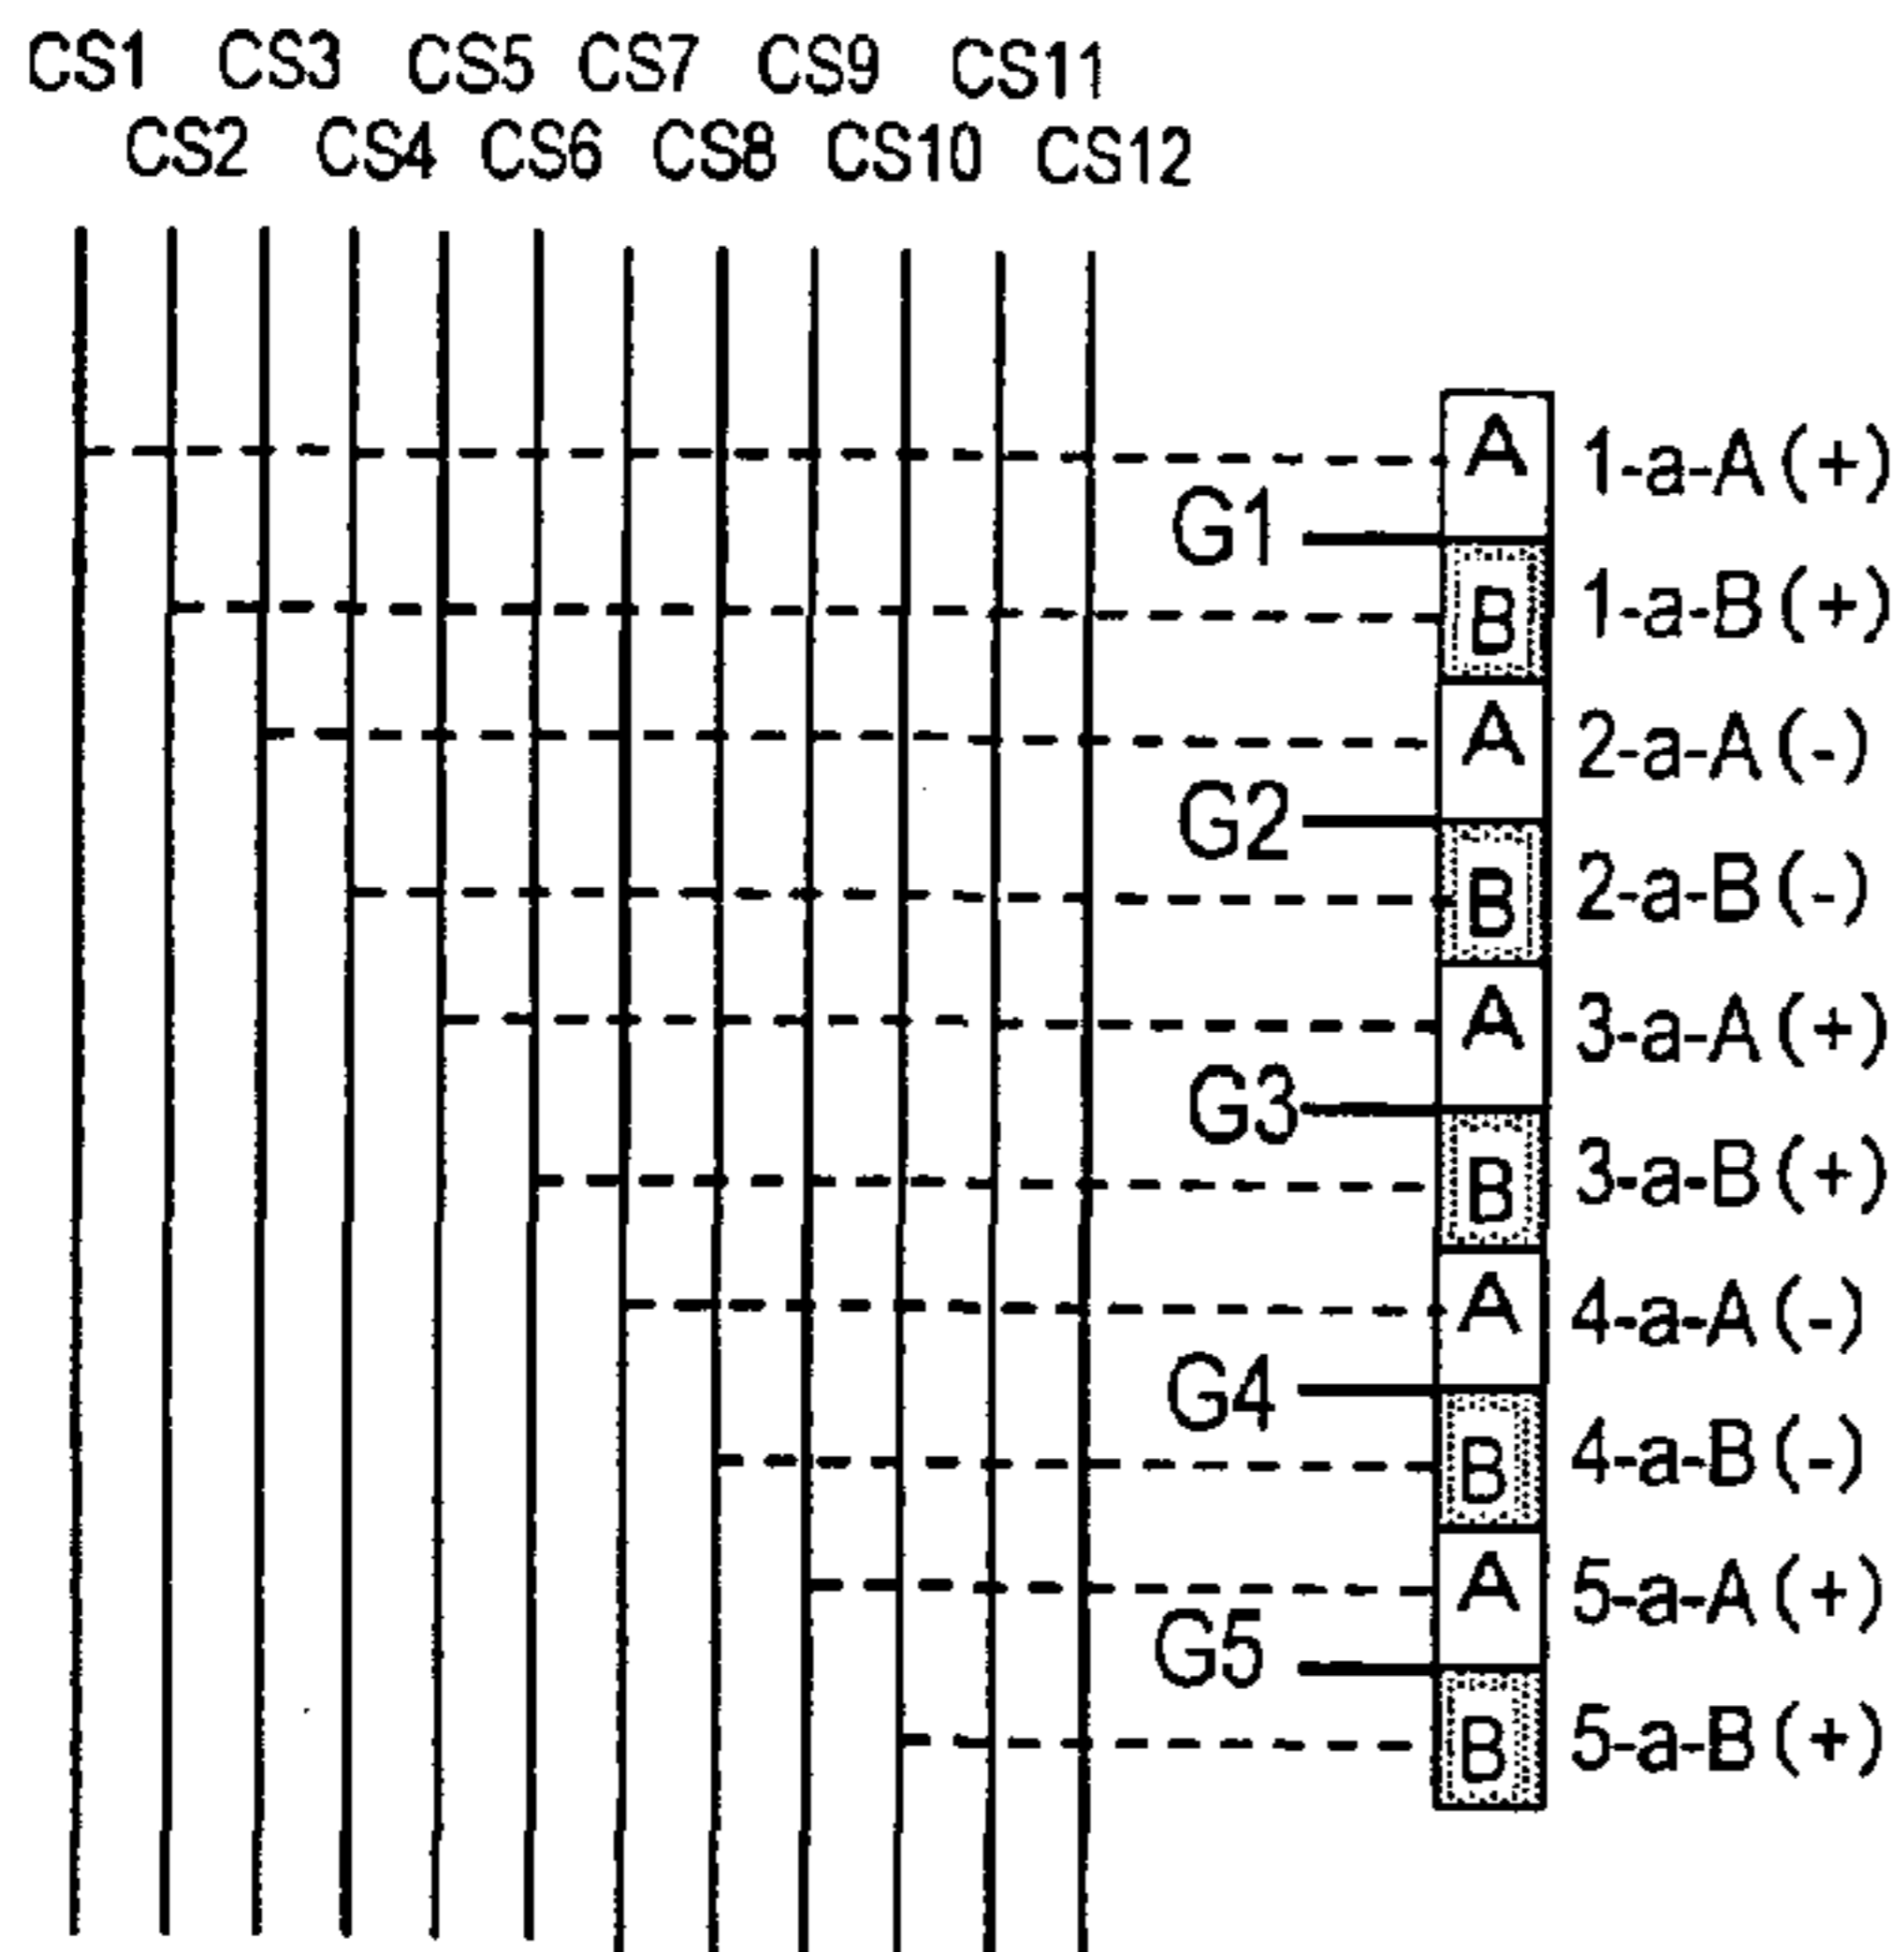 CS1 CS3 CS5 CS7 CS9 CS11
CS2 CS4 CS6 CS8 CS10 CS12
A 1-a-A(+)
G1
B 1-a-B(+)
A 2-a-A(-)
G2
B 2-a-B(-)
A 3-a-A(+)
G3
B 3-a-B(+)
A 4-a-A(-)
G4
B 4-a-B(-)
A 5-a-A(+)
G5
B 5-a-B(+)